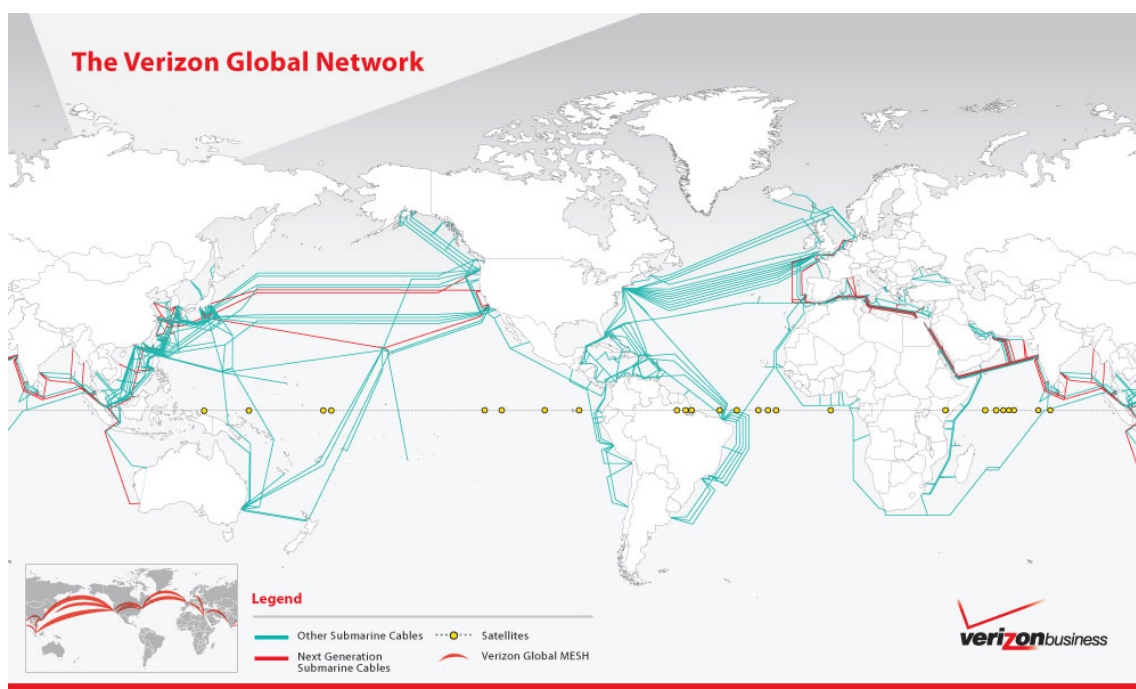 The Verizon Global Network
Legend
Other Submarine Cables
Satellites
Next Generation
Submarine Cables
Verizon Global MESH
verizonbusiness